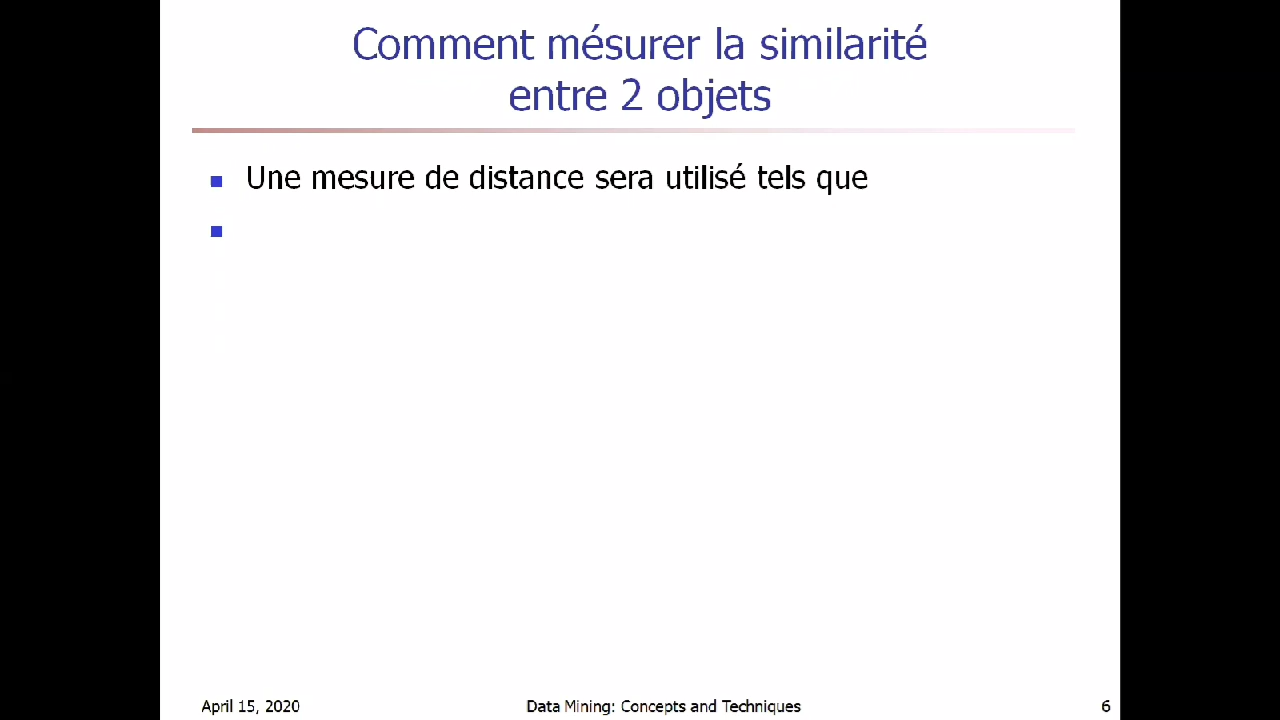 Comment mésurer la similarité
entre 2 objets
Une mesure de distance sera utilisé tels que
April 15, 2020
Data Mining: Concepts and Techniques
6